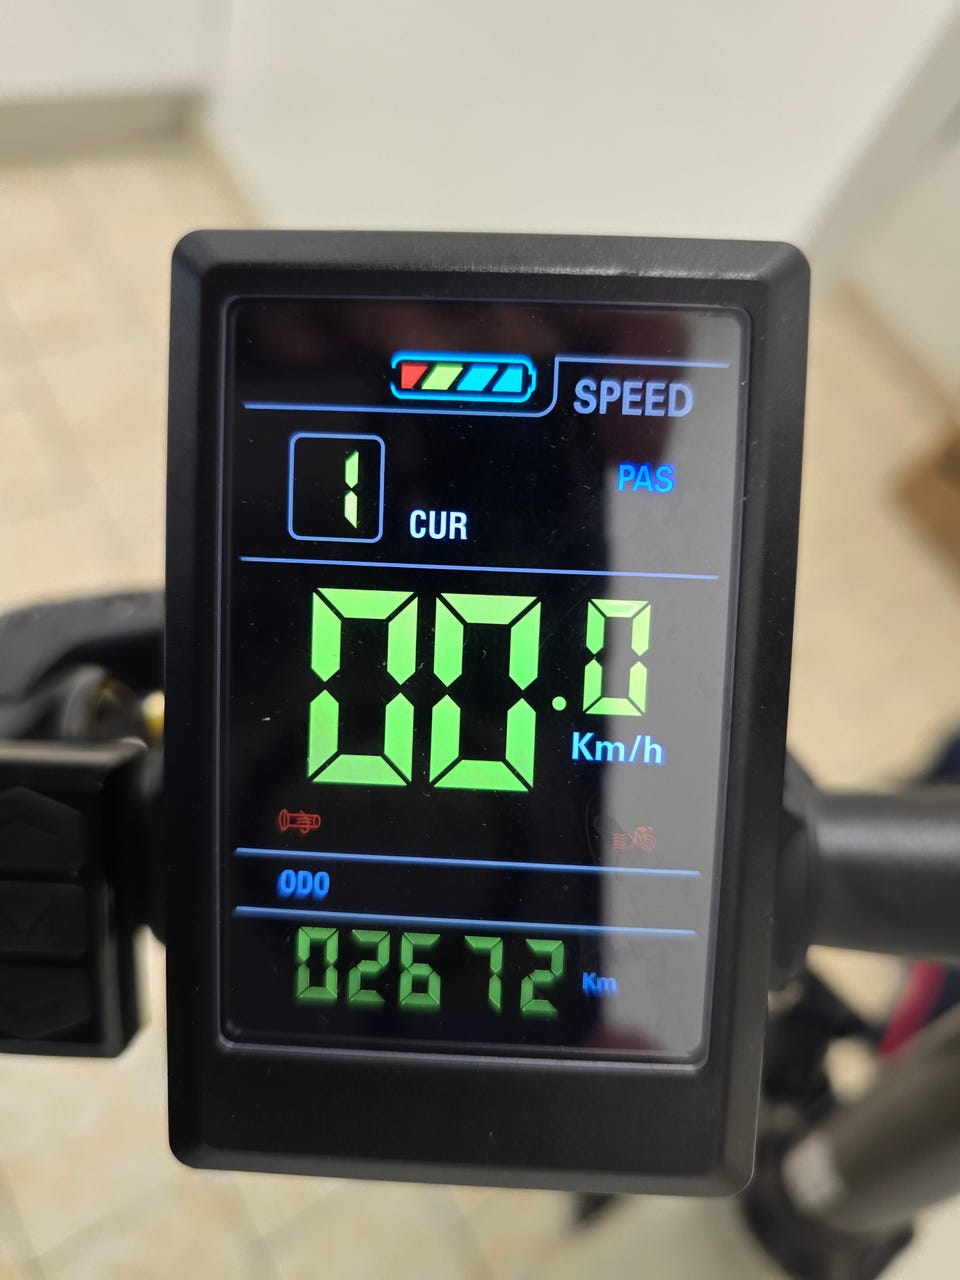 SPEED
1 CUR PAS
00.0 Km/h
ODO
02672 Km